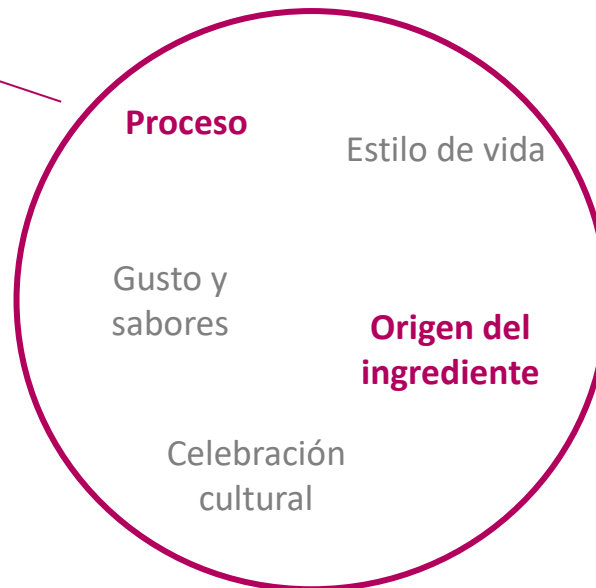 Proceso
Estilo de vida
Gusto y
sabores
Origen del
ingrediente
Celebración
cultural